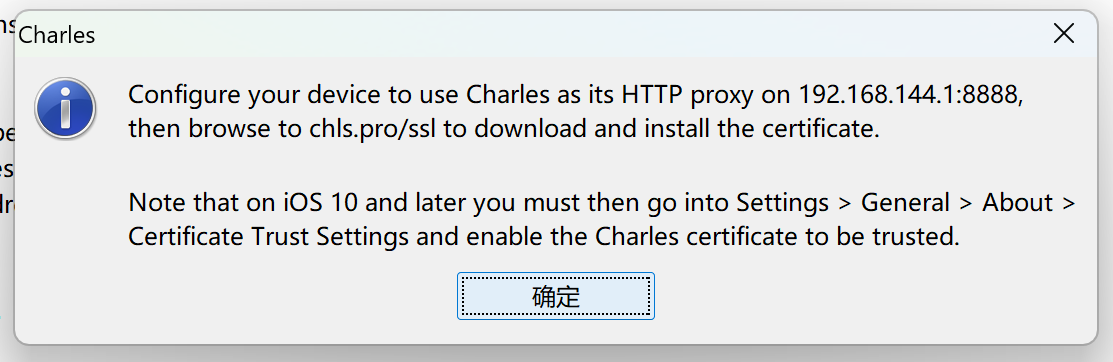 Charles
Configure your device to use Charles as its HTTP proxy on 192.168.144.1:8888,
then browse to chls.pro/ssl to download and install the certificate.
Note that on iOS 10 and later you must then go into Settings > General > About >
Certificate Trust Settings and enable the Charles certificate to be trusted.
确定